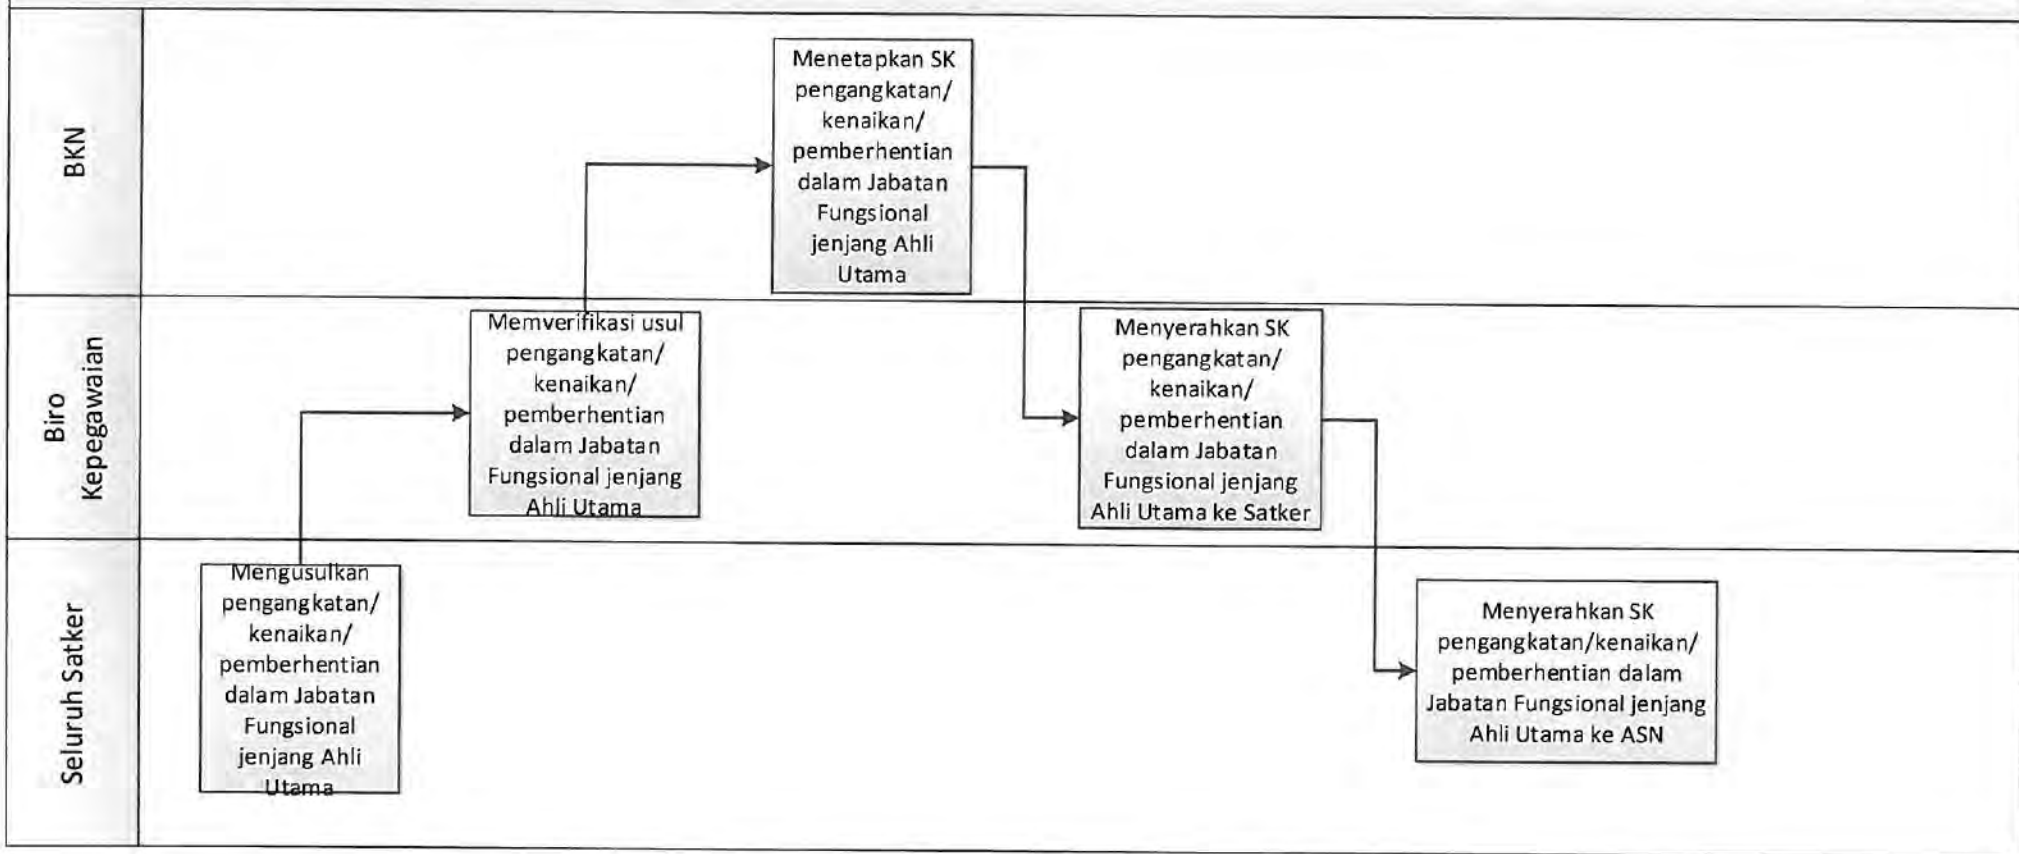 BKN
Menetapkan SK
pengangkatan/
kenaikan/
pemberhentian
dalam Jabatan
Fungsional
jenjang Ahli
Utama
Biro
Kepegawaian
Memverifikasi usul
pengangkatan/
kenaikan/
pemberhentian
dalam Jabatan
Fungsional jenjang
Ahli Utama
Menyerahkan SK
pengangkatan/
kenaikan/
pemberhentian
dalam Jabatan
Fungsional jenjang
Ahli Utama ke Satker
Seluruh Satker
Mengusulkan
pengangkatan/
kenaikan/
pemberhentian
dalam Jabatan
Fungsional
jenjang Ahli
Utama
Menyerahkan SK
pengangkatan/kenaikan/
pemberhentian dalam
Jabatan Fungsional jenjang
Ahli Utama ke ASN